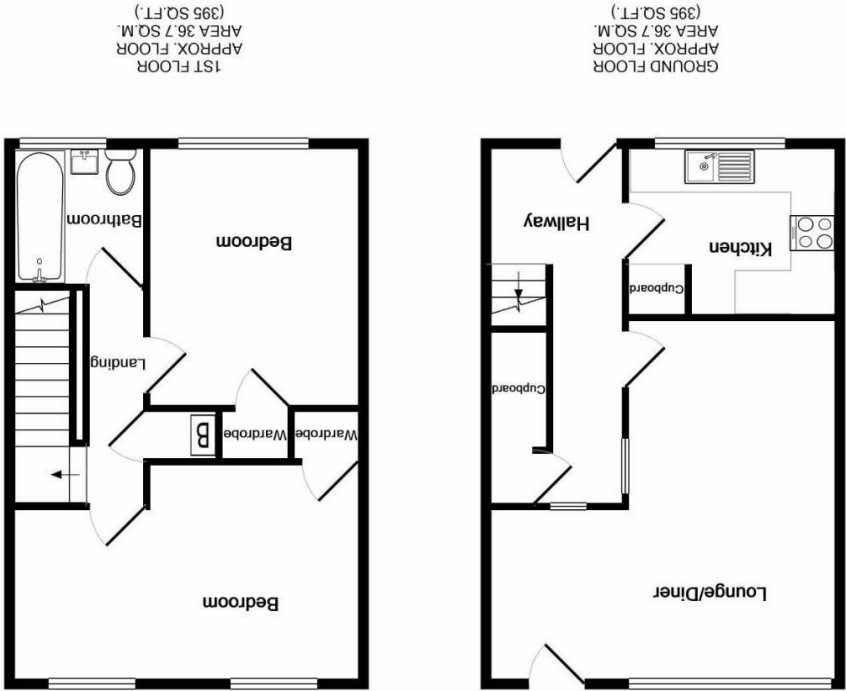 Lounge/Diner
Cupboard
Cupboard
Kitchen
Hallway
GROUND FLOOR
APPROX. FLOOR
AREA 36.7 SQ.M.
(395 SQ.FT.)
Bedroom
Wardrobe
Wardrobe
B
Landing
Bedroom
Bathroom
1ST FLOOR
APPROX. FLOOR
AREA 36.7 SQ.M.
(395 SQ.FT.)